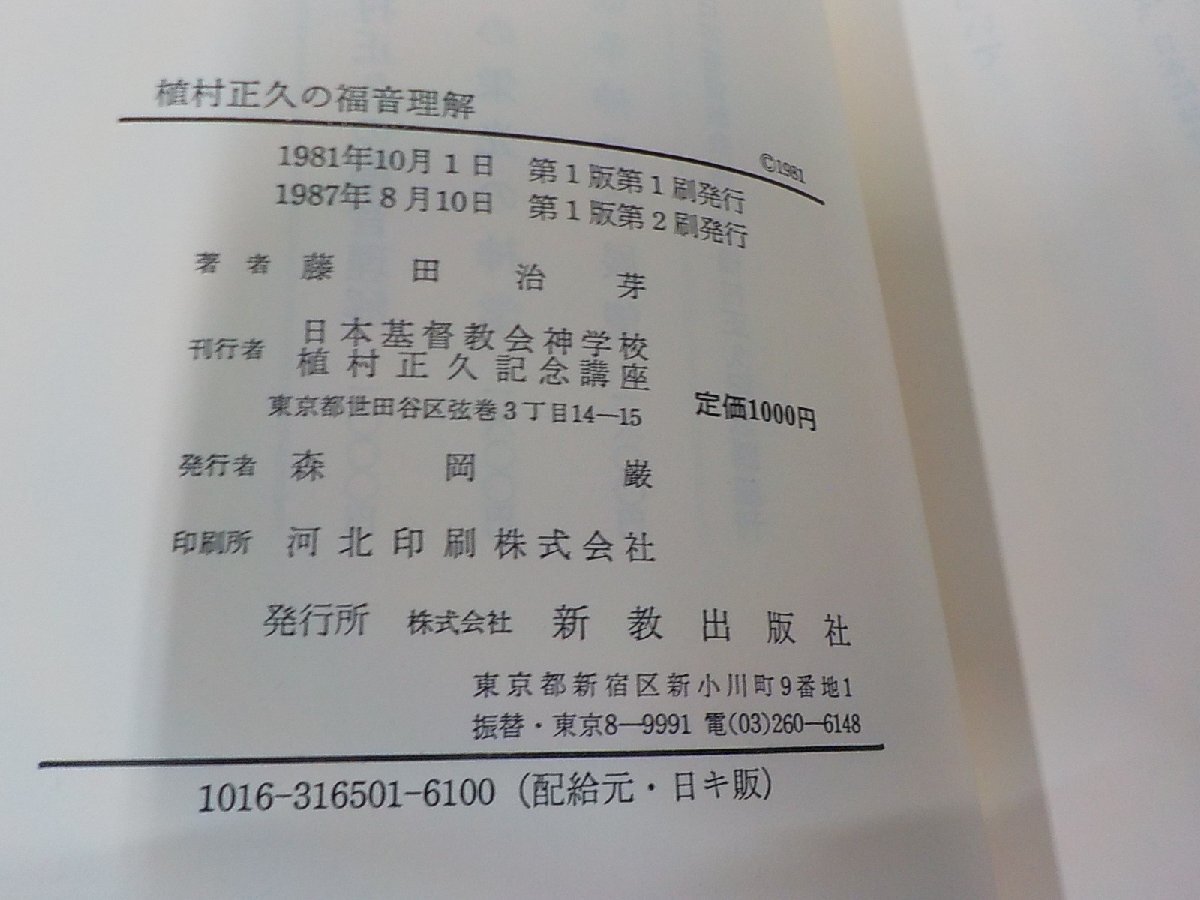 植村正久の福音理解
©1981
1981年10月1日 第1版第1刷発行
1987年8月10日 第1版第2刷発行
著者 藤田治芽
刊行者 日本基督教会神学校
植村正久記念講座
東京都世田谷区弦巻3丁目14—15
定価1000円
発行者 森岡巌
印刷所 河北印刷株式会社
発行所 株式会社 新教出版社
東京都新宿区新小川町9番地1
振替・東京8—9991 電(03)260—6148
1016-316501-6100 (配給元・日キ販)